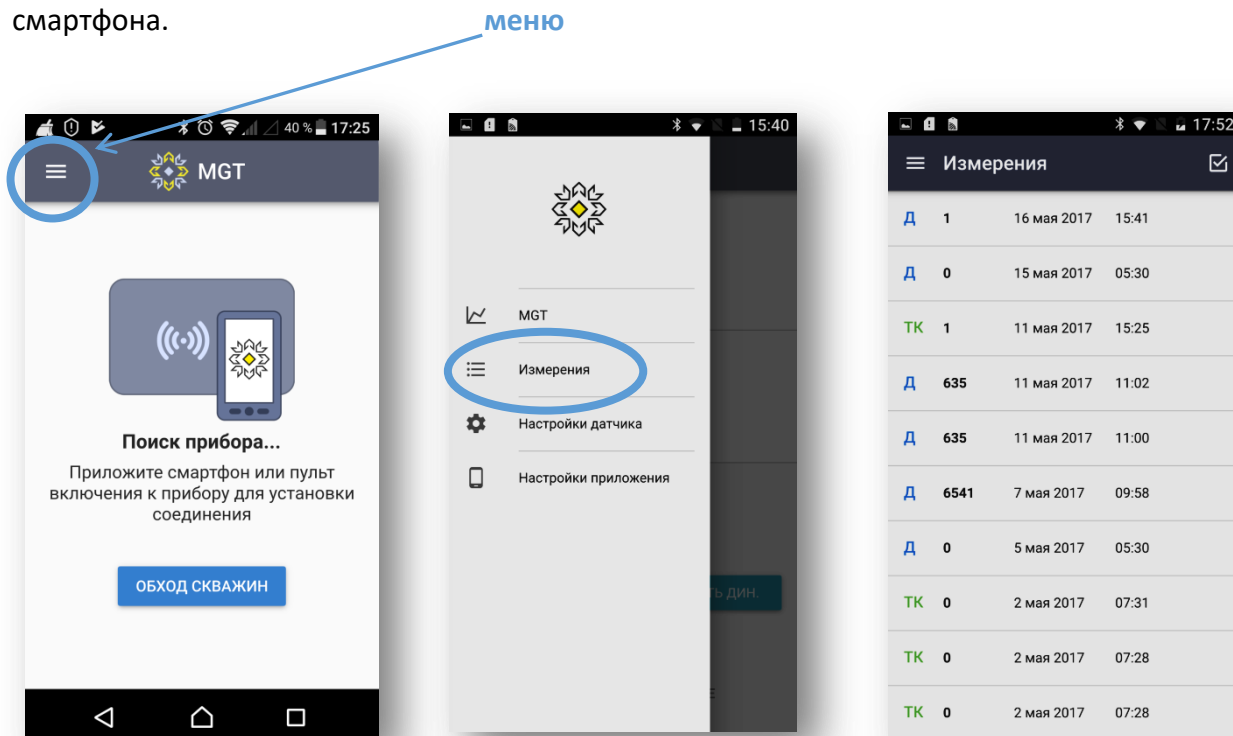 смартфона.
меню
40 % 17:25
MGT
Поиск прибора...
Приложите смартфон или пульт
включения к прибору для установки
соединения
ОБХОД СКВАЖИН
15:40
MGT
Измерения
Настройки датчика
Настройки приложения
Ь ДИН.
17:52
Измерения
Д 1 16 мая 2017 15:41
Д 0 15 мая 2017 05:30
ТК 1 11 мая 2017 15:25
Д 635 11 мая 2017 11:02
Д 635 11 мая 2017 11:00
Д 6541 7 мая 2017 09:58
Д 0 5 мая 2017 05:30
ТК 0 2 мая 2017 07:31
ТК 0 2 мая 2017 07:28
ТК 0 2 мая 2017 07:28